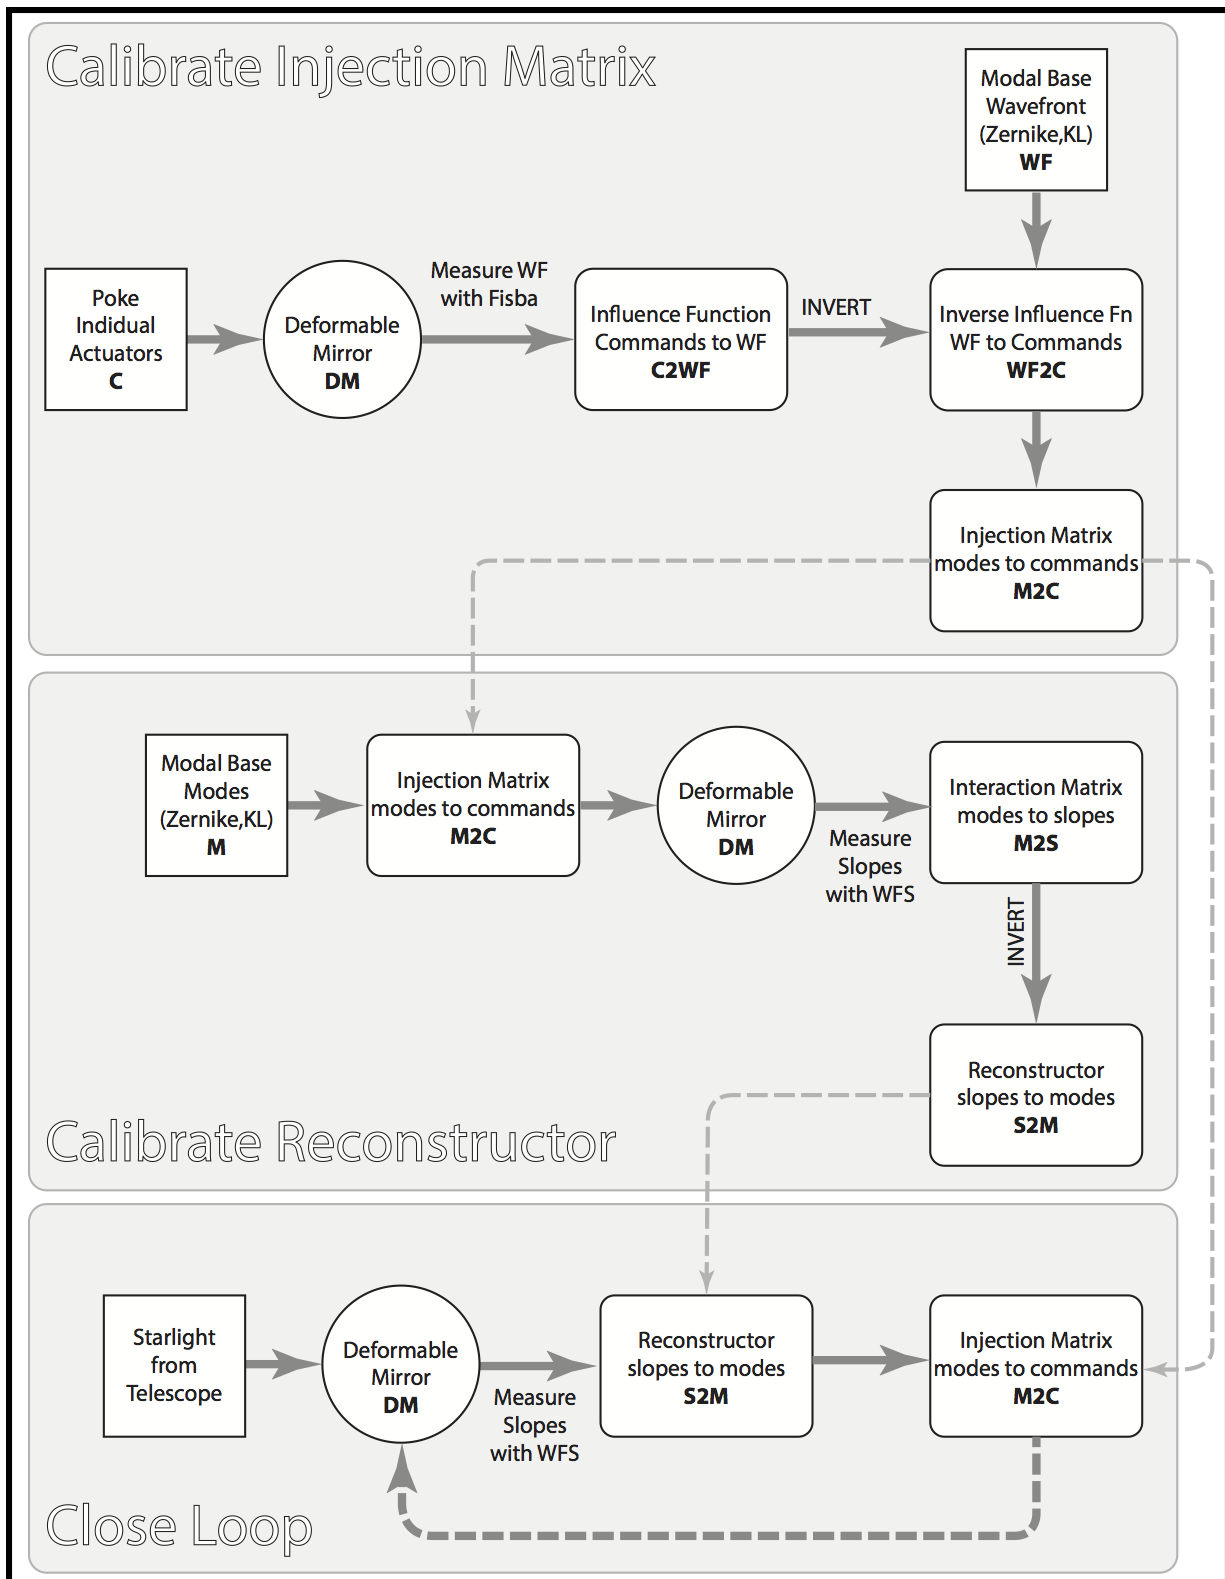 Calibrate Injection Matrix
Modal Base
Wavefront
(Zernike,KL)
WF
Poke
Indidual
Actuators
C
Deformable
Mirror
DM
Measure WF
with Fisba
Influence Function
Commands to WF
C2WF
INVERT
Inverse Influence Fn
WF to Commands
WF2C
Injection Matrix
modes to commands
M2C
Modal Base
Modes
(Zernike,KL)
M
Injection Matrix
modes to commands
M2C
Deformable
Mirror
DM
Measure
Slopes
with WFS
Interaction Matrix
modes to slopes
M2S
INVERT
Reconstructor
slopes to modes
S2M
Calibrate Reconstructor
Starlight
from
Telescope
Deformable
Mirror
DM
Measure
Slopes
with WFS
Reconstructor
slopes to modes
S2M
Injection Matrix
modes to commands
M2C
Close Loop